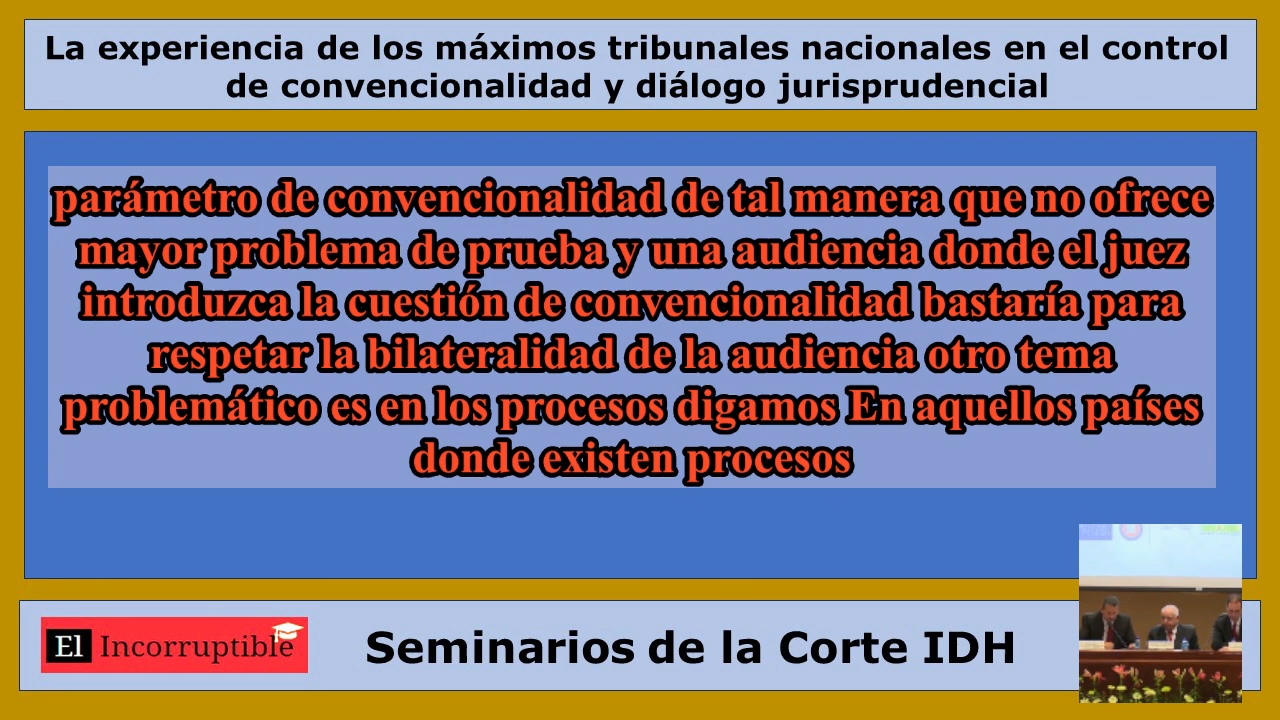 La experiencia de los máximos tribunales nacionales en el control
de convencionalidad y diálogo jurisprudencial
parámetro de convencionalidad de tal manera que no ofrece
mayor problema de prueba y una audiencia donde el juez
introduzca la cuestión de convencionalidad bastaría para
respetar la bilateralidad de la audiencia otro tema
problemático es en los procesos digamos En aquellos países
donde existen procesos
El Incorruptible
Seminarios de la Corte IDH